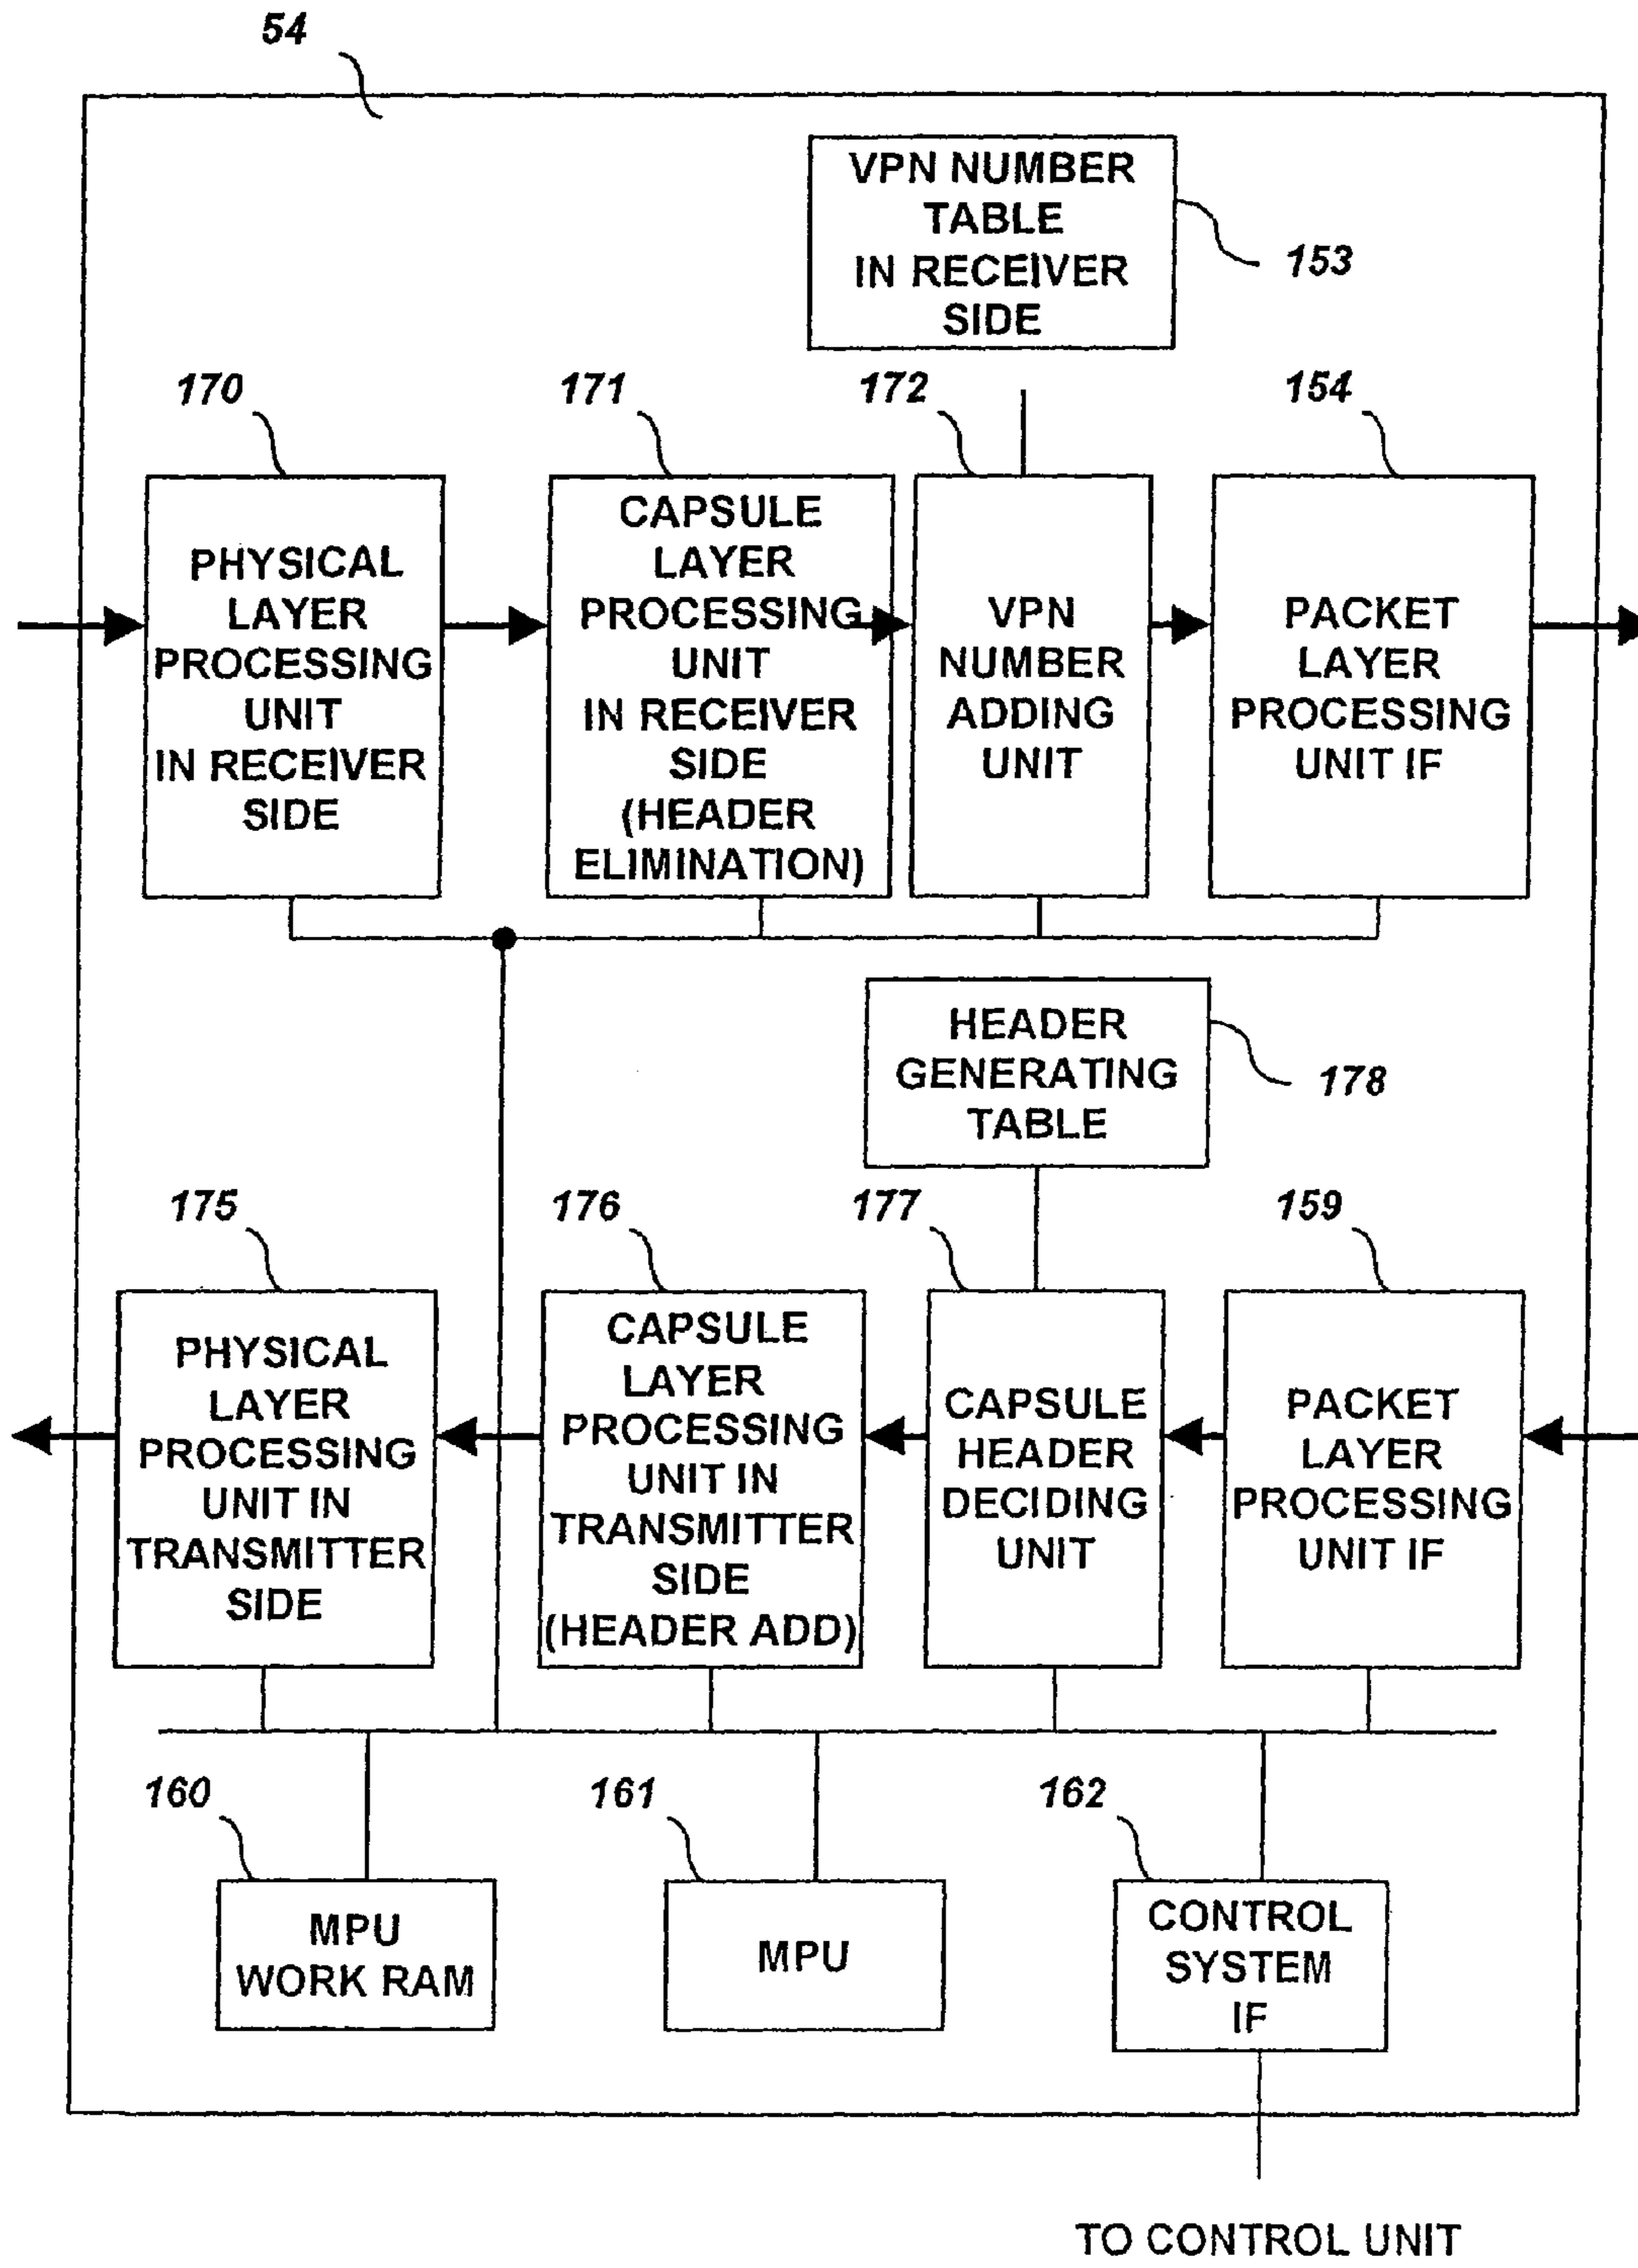 54
VPN NUMBER
TABLE
IN RECEIVER
SIDE
153
170
171
172
154
PHYSICAL
LAYER
PROCESSING
UNIT
IN RECEIVER
SIDE
CAPSULE
LAYER
PROCESSING
UNIT
IN RECEIVER
SIDE
(HEADER
ELIMINATION)
VPN
NUMBER
ADDING
UNIT
PACKET
LAYER
PROCESSING
UNIT IF
HEADER
GENERATING
TABLE
178
175
176
177
159
PHYSICAL
LAYER
PROCESSING
UNIT IN
TRANSMITTER
SIDE
CAPSULE
LAYER
PROCESSING
UNIT IN
TRANSMITTER
SIDE
(HEADER ADD)
CAPSULE
HEADER
DECIDING
UNIT
PACKET
LAYER
PROCESSING
UNIT IF
160
161
162
MPU
WORK RAM
MPU
CONTROL
SYSTEM
IF
TO CONTROL UNIT